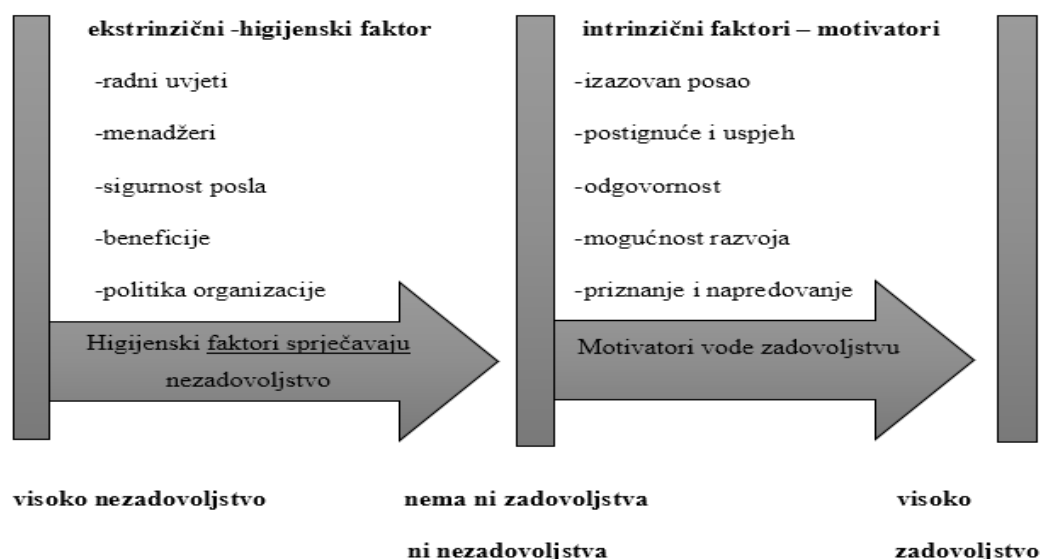 ekstrinzični -higijenski faktor
-radni uvjeti
-menadžeri
-sigurnost posla
-beneficije
-politika organizacije
Higijenski faktori sprječavaju
nezadovoljstvo
intrinzični faktori – motivatori
-izazovan posao
-postignuće i uspjeh
-odgovornost
-mogućnost razvoja
-priznanje i napredovanje
Motivatori vode zadovoljstvu
visoko nezadovoljstvo
nema ni zadovoljstva
ni nezadovoljstva
visoko
zadovoljstvo